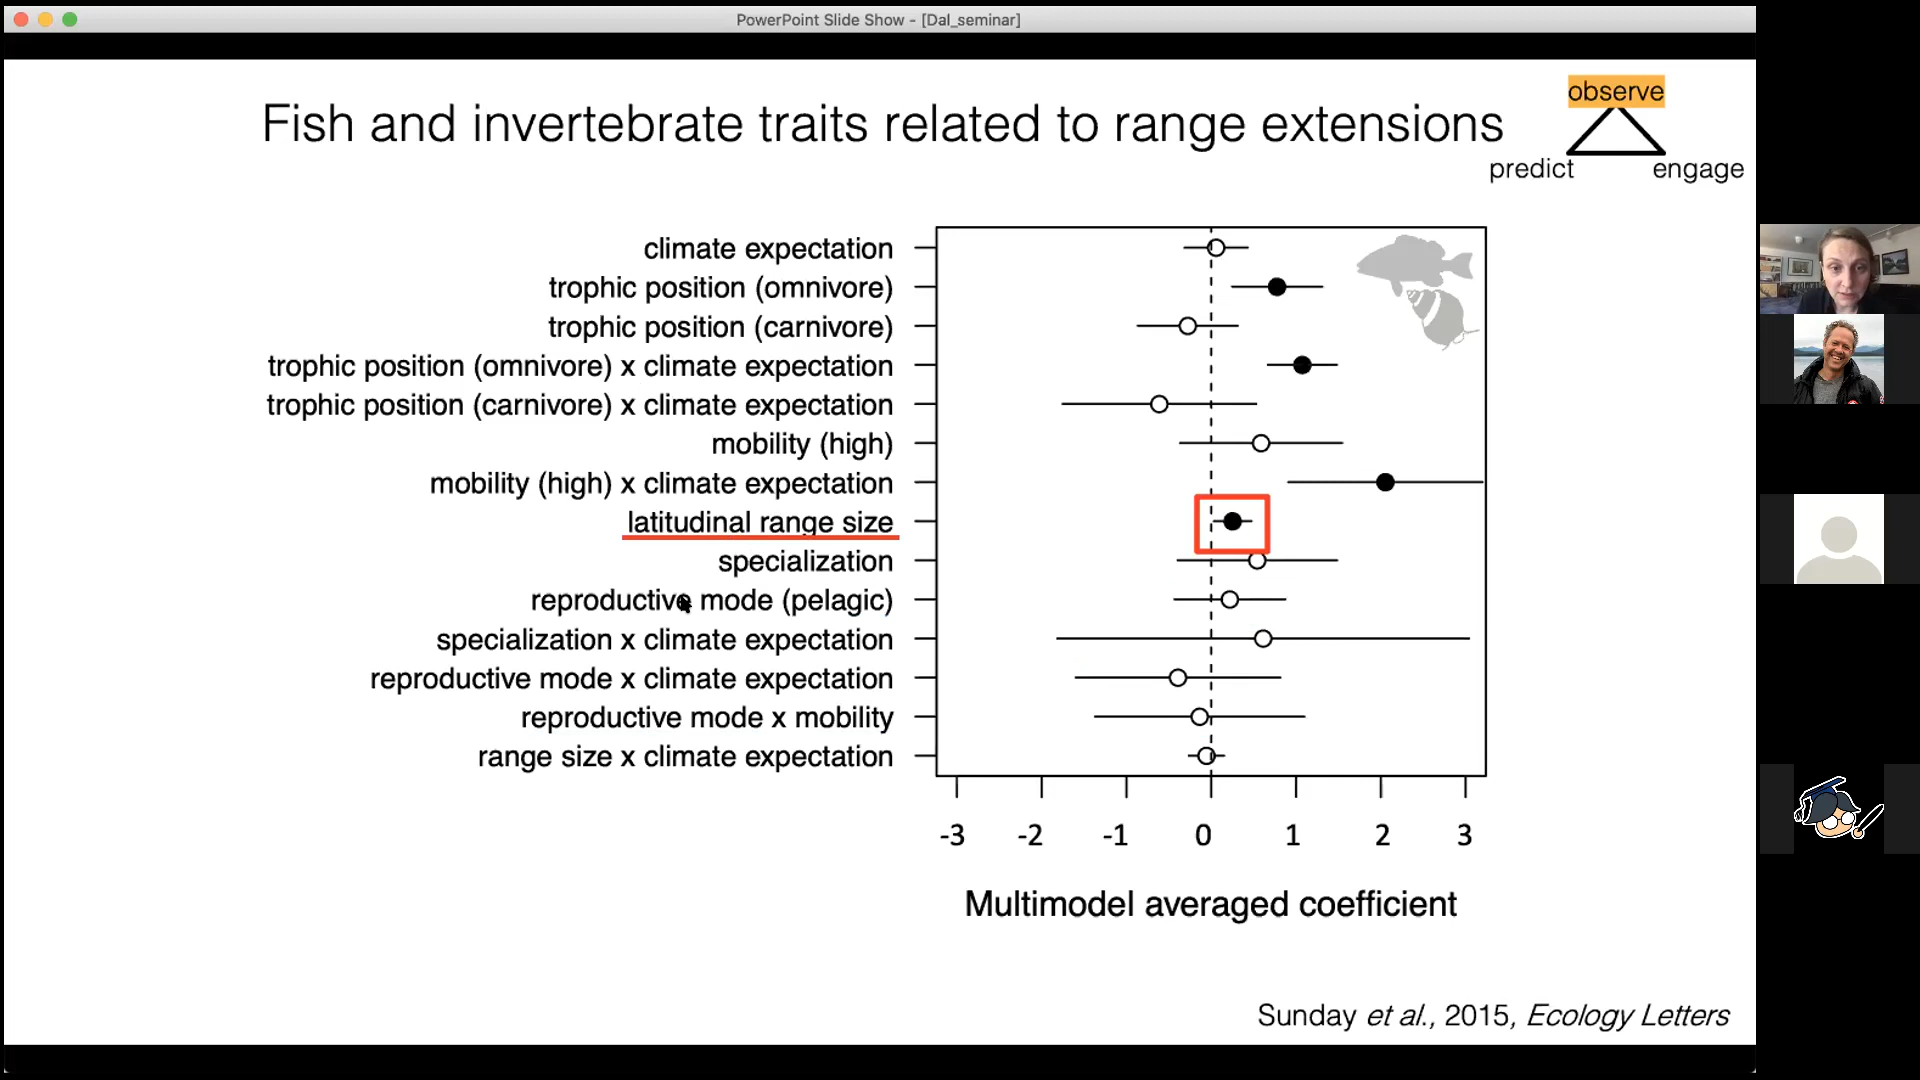 PowerPoint Slide Show - [Dal_seminar]
Fish and invertebrate traits related to range extensions
observe
predict
engage
climate expectation
trophic position (omnivore)
trophic position (carnivore)
trophic position (omnivore) x climate expectation
trophic position (carnivore) x climate expectation
mobility (high)
mobility (high) x climate expectation
latitudinal range size
specialization
reproductive mode (pelagic)
specialization x climate expectation
reproductive mode x climate expectation
reproductive mode x mobility
range size x climate expectation
-3 -2 -1 0 1 2 3
Multimodel averaged coefficient
Sunday et al., 2015, Ecology Letters